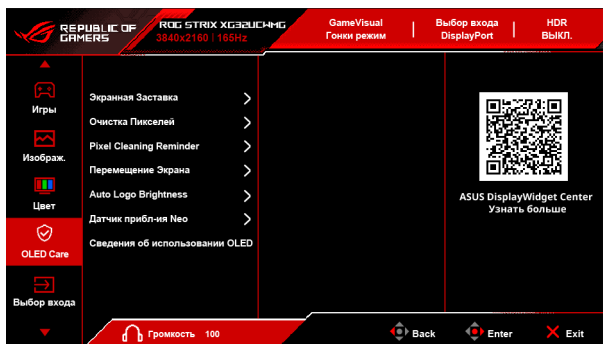 REPUBLIC OF
GAMERS
ROG STRIX XG32UCWMG
3840x2160 | 165Hz
GameVisual
Гонки режим
Выбор входа
DisplayPort
HDR
ВЫКЛ.
Игры
Изображ.
Цвет
OLED Care
Выбор входа
Экранная Заставка
Очистка Пикселей
Pixel Cleaning Reminder
Перемещение Экрана
Auto Logo Brightness
Датчик прибл-ия Neo
Сведения об использовании OLED
ASUS DisplayWidget Center
Узнать больше
Громкость 100
Back
Enter
Exit